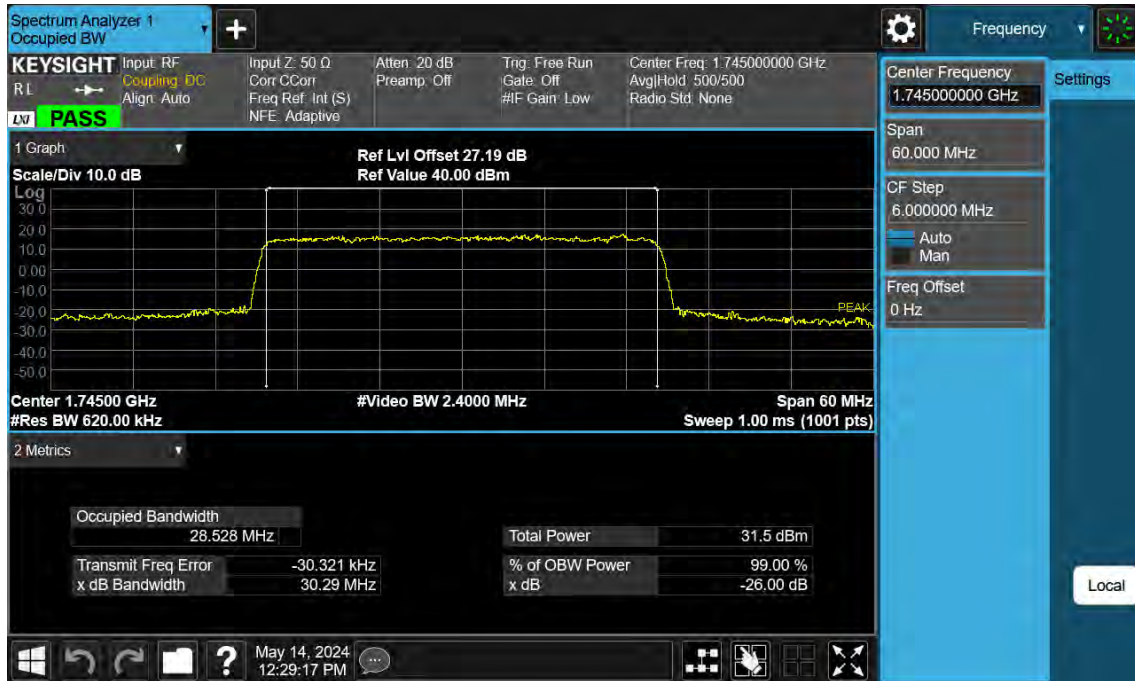 Spectrum Analyzer 1
Occupied BW
Frequency
KEYSIGHT
R L
LXI
PASS
Input: RF
Coupling: DC
Align: Auto
Input Z: 50 Ω
Corr CCorr
Freq Ref: Int (S)
NFE: Adaptive
Atten: 20 dB
Preamp: Off
Trig: Free Run
Gate: Off
#IF Gain: Low
Center Freq: 1.745000000 GHz
Avg|Hold: 500/500
Radio Std: None
Center Frequency
1.745000000 GHz
Settings
Span
60.000 MHz
CF Step
6.000000 MHz
Auto
Man
Freq Offset
0 Hz
Local
1 Graph
Scale/Div 10.0 dB
Ref Lvl Offset 27.19 dB
Ref Value 40.00 dBm
Log
30.0
20.0
10.0
0.00
-10.0
-20.0
-30.0
-40.0
-50.0
PEAK
Center 1.74500 GHz
#Video BW 2.4000 MHz
Span 60 MHz
#Res BW 620.00 kHz
Sweep 1.00 ms (1001 pts)
2 Metrics
Occupied Bandwidth
28.528 MHz
Total Power 31.5 dBm
Transmit Freq Error -30.321 kHz
% of OBW Power 99.00 %
x dB Bandwidth 30.29 MHz
x dB -26.00 dB
May 14, 2024
12:29:17 PM